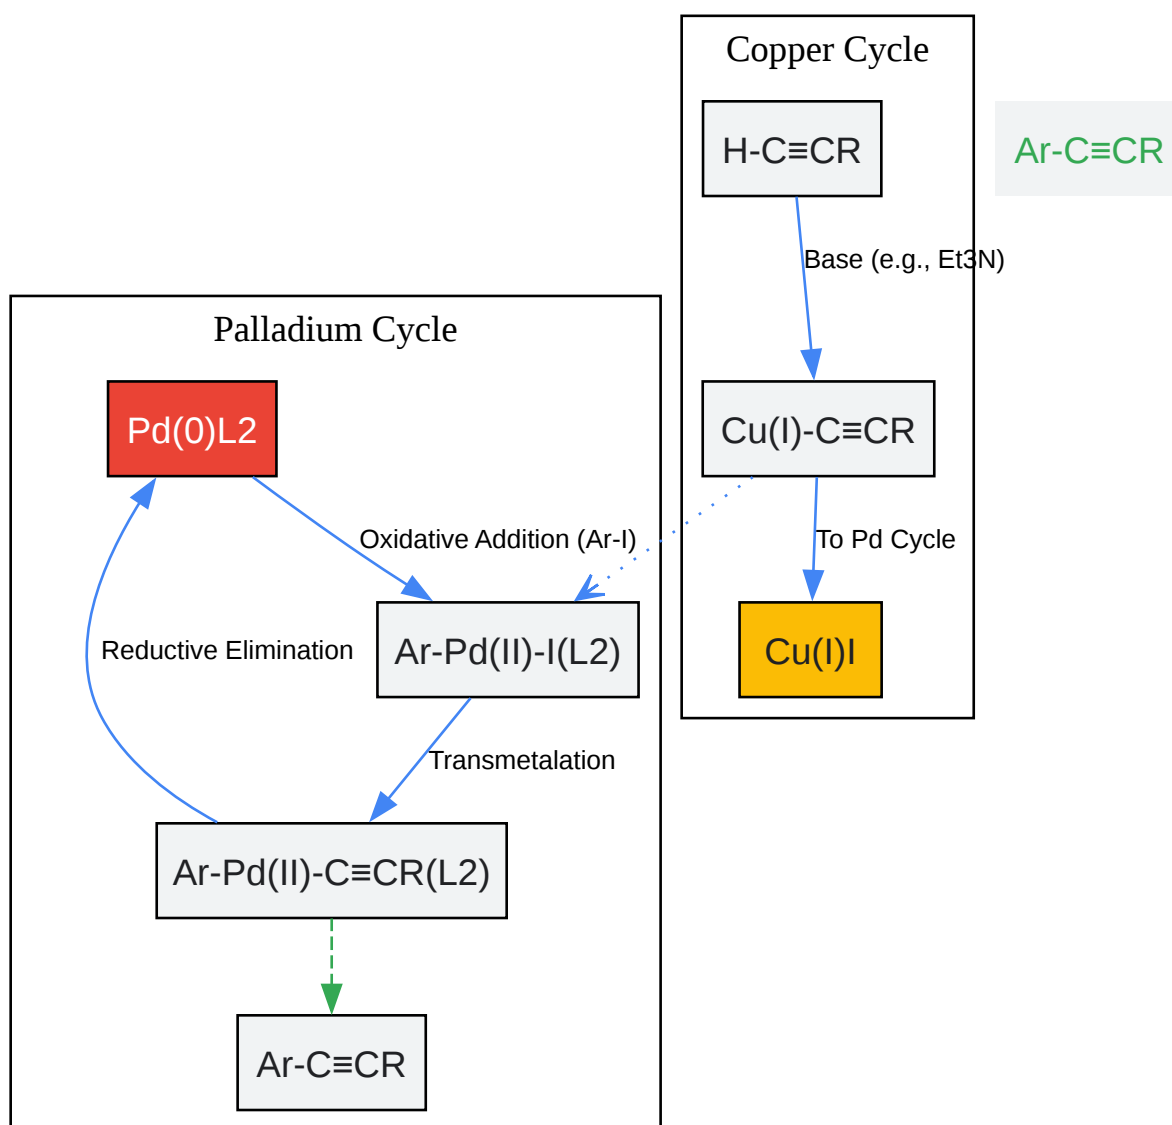 Copper Cycle
H-C≡CR
Ar-C≡CR
Base (e.g., Et3N)
Palladium Cycle
Pd(0)L2
Cu(I)-C≡CR
Oxidative Addition (Ar-I)
To Pd Cycle
Reductive Elimination
Ar-Pd(II)-I(L2)
Cu(I)I
Transmetalation
Ar-Pd(II)-C≡CR(L2)
Ar-C≡CR